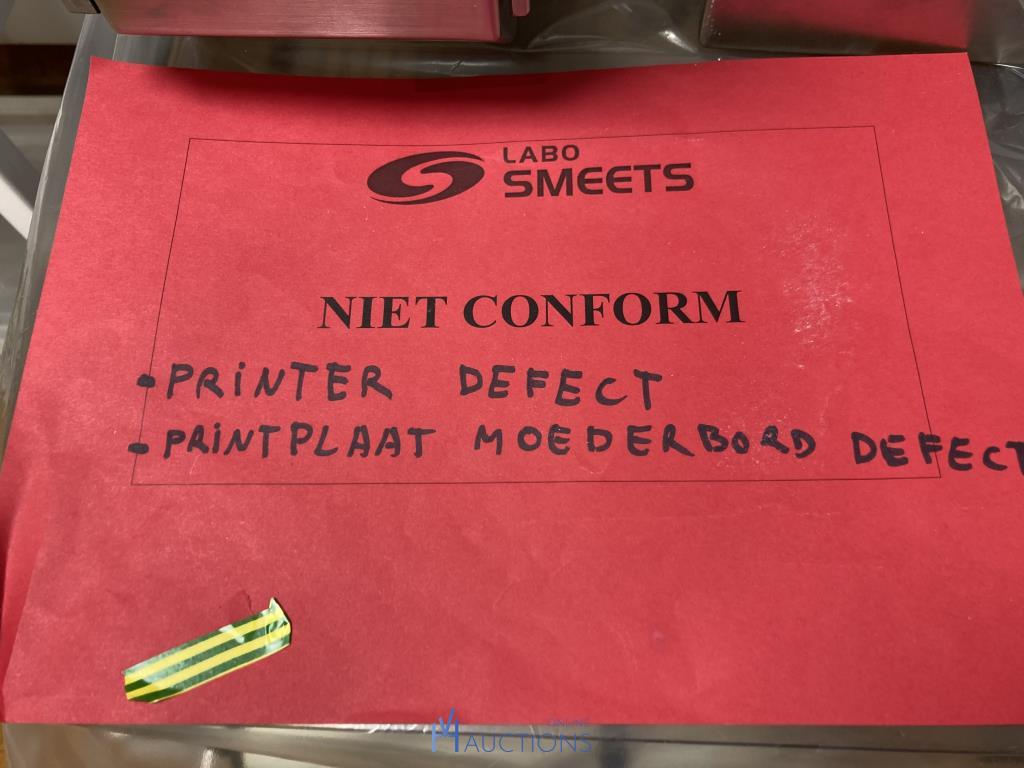 LABO
SMEETS
NIET CONFORM
• PRiNTER DEFECT
• PRiNTPLAAT MOEDERBORD DEFECT
AUCTIONS